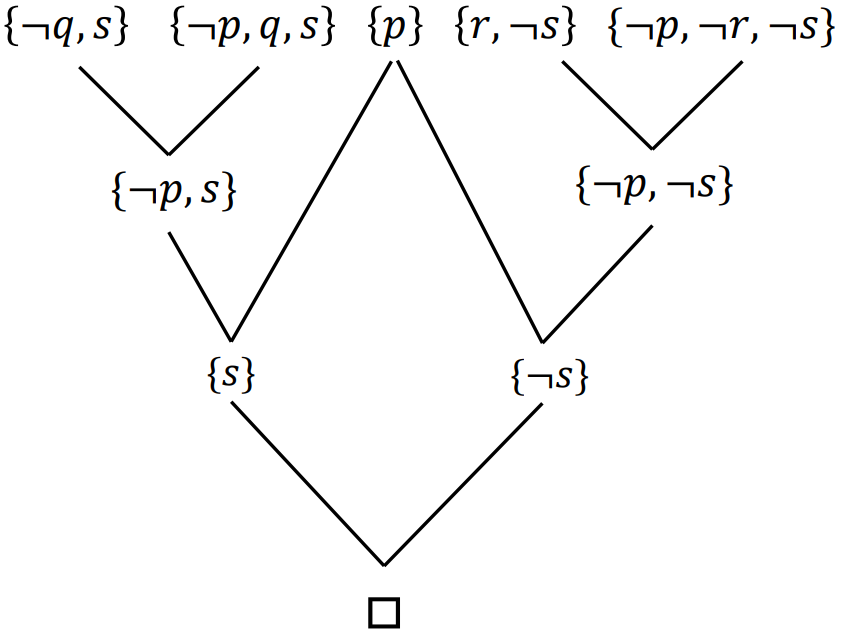 {¬q, s} {¬p, q, s} {p} {r, ¬s} {¬p, ¬r, ¬s}
{¬p, s} {¬p, ¬s}
{s} {¬s}
□